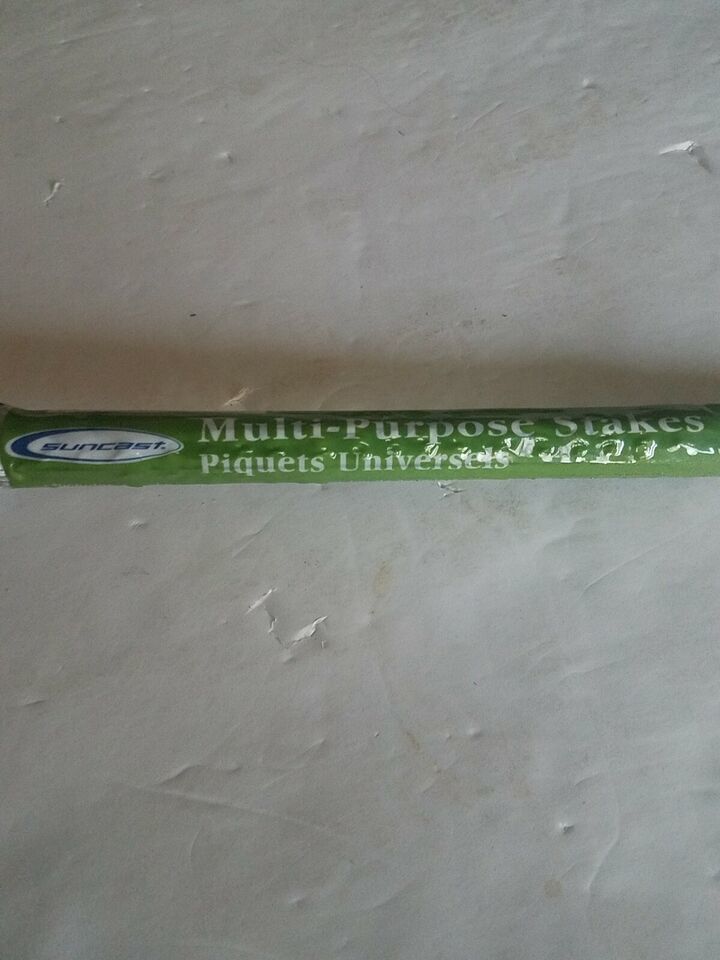 SUNCAST.
Multi-Purpose Stakes
Piquets Universels